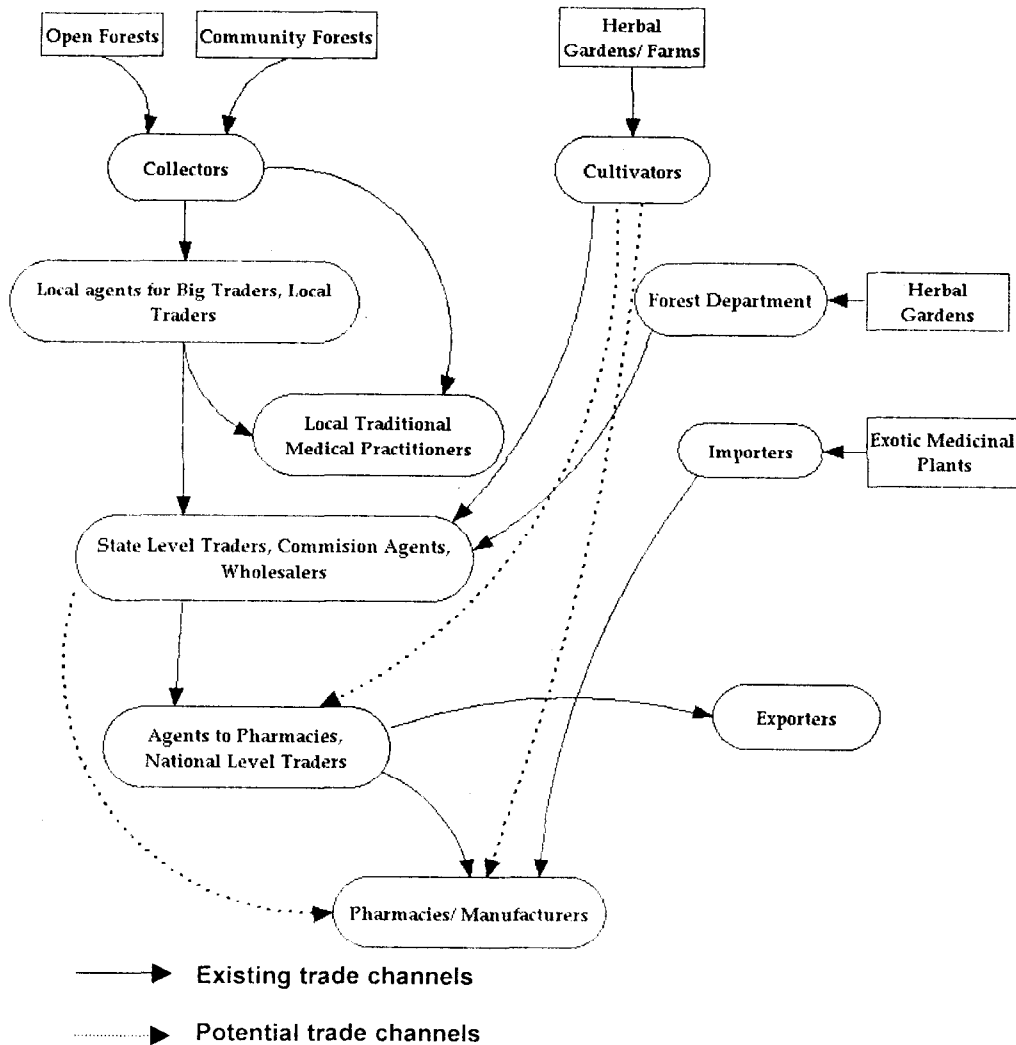 Open Forests
Community Forests
Herbal
Gardens/ Farms
Collectors
Cultivators
Local agents for Big Traders, Local
Traders
Forest Department
Herbal
Gardens
Local Traditional
Medical Practitioners
Importers
Exotic Medicinal
Plants
State Level Traders, Commision Agents,
Wholesalers
Agents to Pharmacies,
National Level Traders
Exporters
Pharmacies/ Manufacturers
Existing trade channels
Potential trade channels